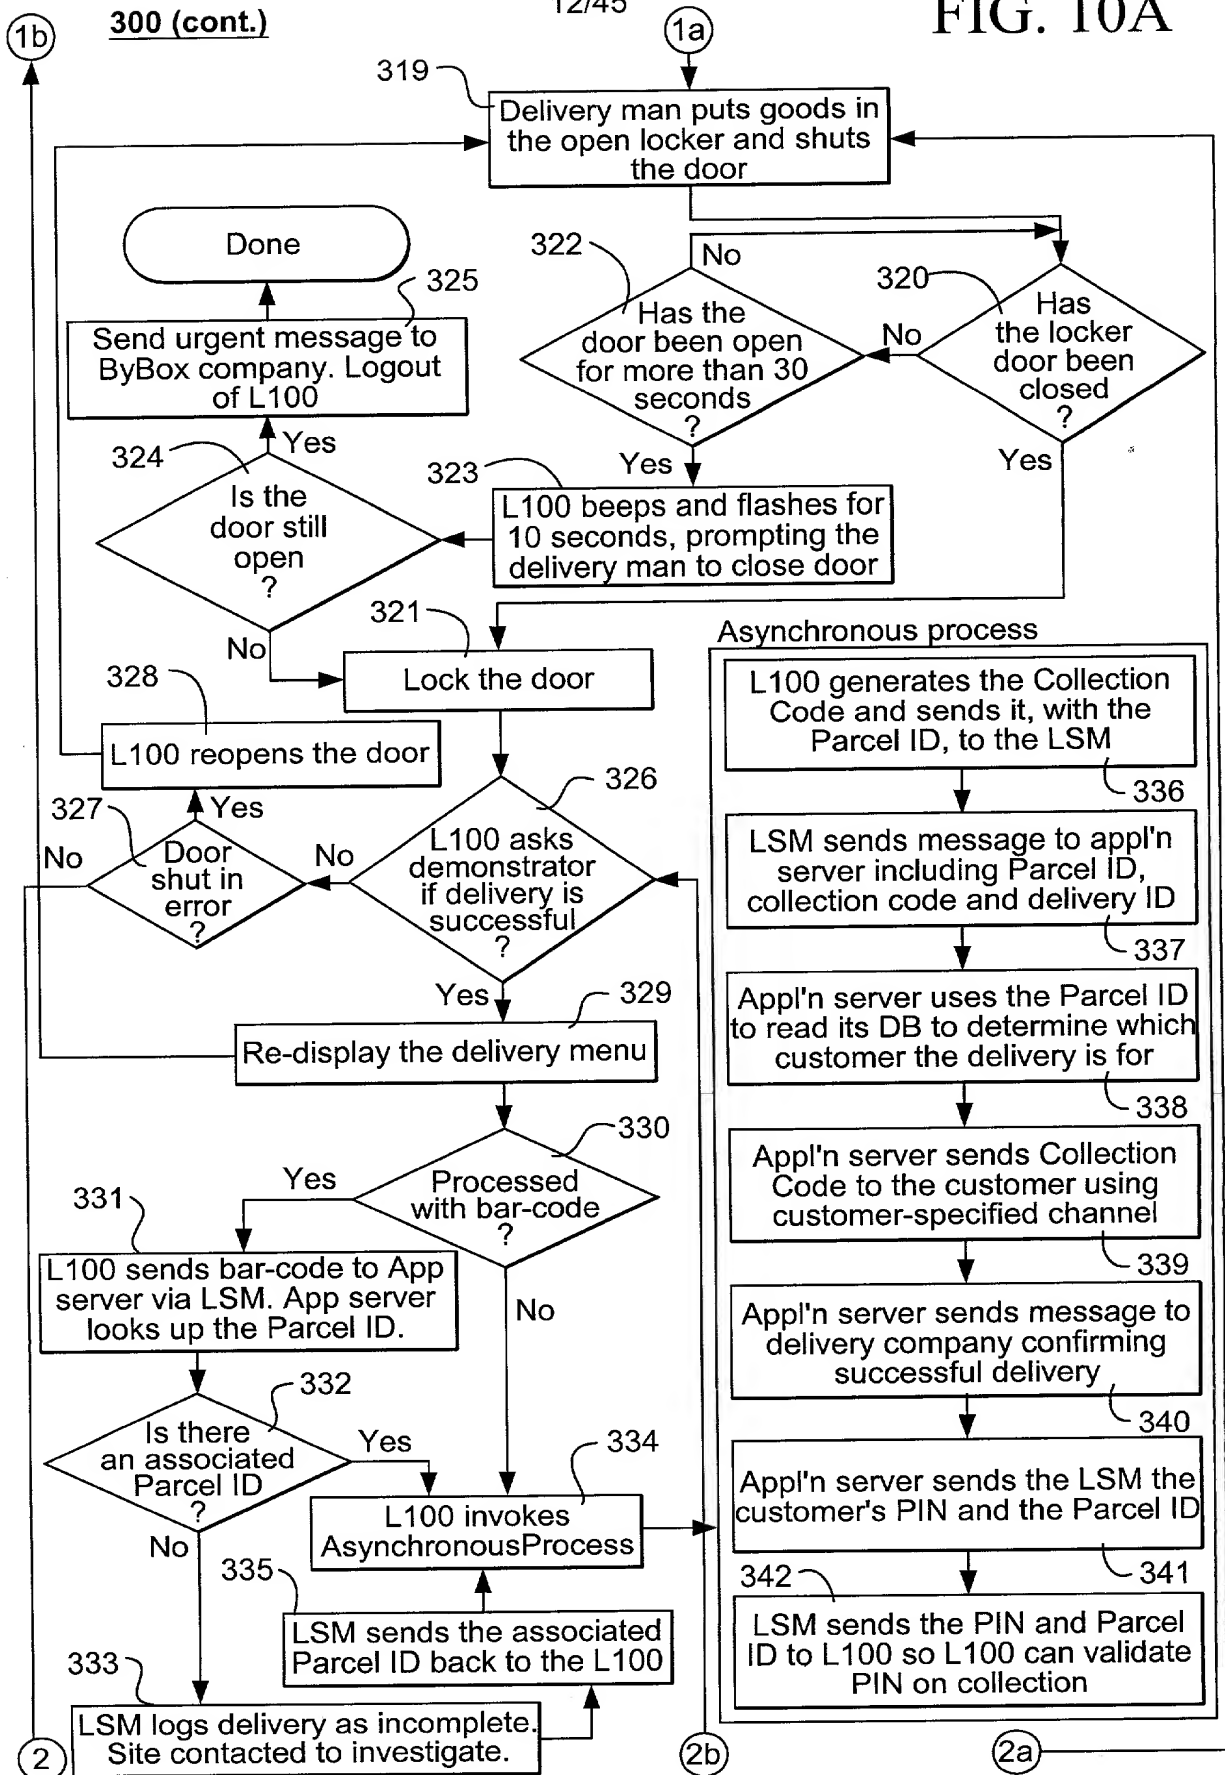 1b
300 (cont.)
12/45
1a
FIG. 10A
319
Delivery man puts goods in
the open locker and shuts
the door
Done
325
Send urgent message to
ByBox company. Logout
of L100
322
No
Has the
door been open
for more than 30
seconds
?
320
Has
the locker
door been
closed
?
No
Yes
324
Yes
Is the
door still
open
?
No
323
Yes
L100 beeps and flashes for
10 seconds, prompting the
delivery man to close door
321
Lock the door
328
L100 reopens the door
327
Yes
No
Door
shut in
error
?
No
326
L100 asks
demonstrator
if delivery is
successful
?
Yes
329
Re-display the delivery menu
330
Processed
with bar-code
?
Yes
No
331
L100 sends bar-code to App
server via LSM. App server
looks up the Parcel ID.
332
Is there
an associated
Parcel ID
?
Yes
No
334
L100 invokes
AsynchronousProcess
335
LSM sends the associated
Parcel ID back to the L100
333
LSM logs delivery as incomplete.
Site contacted to investigate.
Asynchronous process
L100 generates the Collection
Code and sends it, with the
Parcel ID, to the LSM
336
LSM sends message to appl'n
server including Parcel ID,
collection code and delivery ID
337
Appl'n server uses the Parcel ID
to read its DB to determine which
customer the delivery is for
338
Appl'n server sends Collection
Code to the customer using
customer-specified channel
339
Appl'n server sends message to
delivery company confirming
successful delivery
340
Appl'n server sends the LSM the
customer's PIN and the Parcel ID
341
342
LSM sends the PIN and Parcel
ID to L100 so L100 can validate
PIN on collection
2
2b
2a